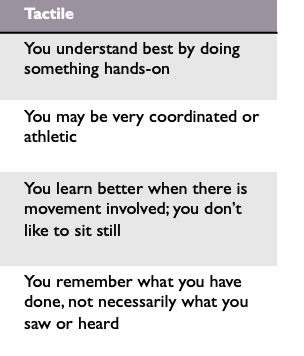 Tactile
You understand best by doing
something hands-on
You may be very coordinated or
athletic
You learn better when there is
movement involved; you don't
like to sit still
You remember what you have
done, not necessarily what you
saw or heard